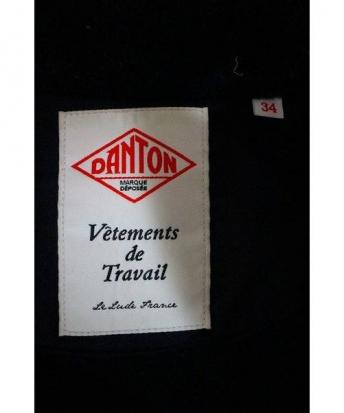 34
DANTON
MARQUE
DÉPOSÉE
Vêtements
de
Travail
Le Lude France